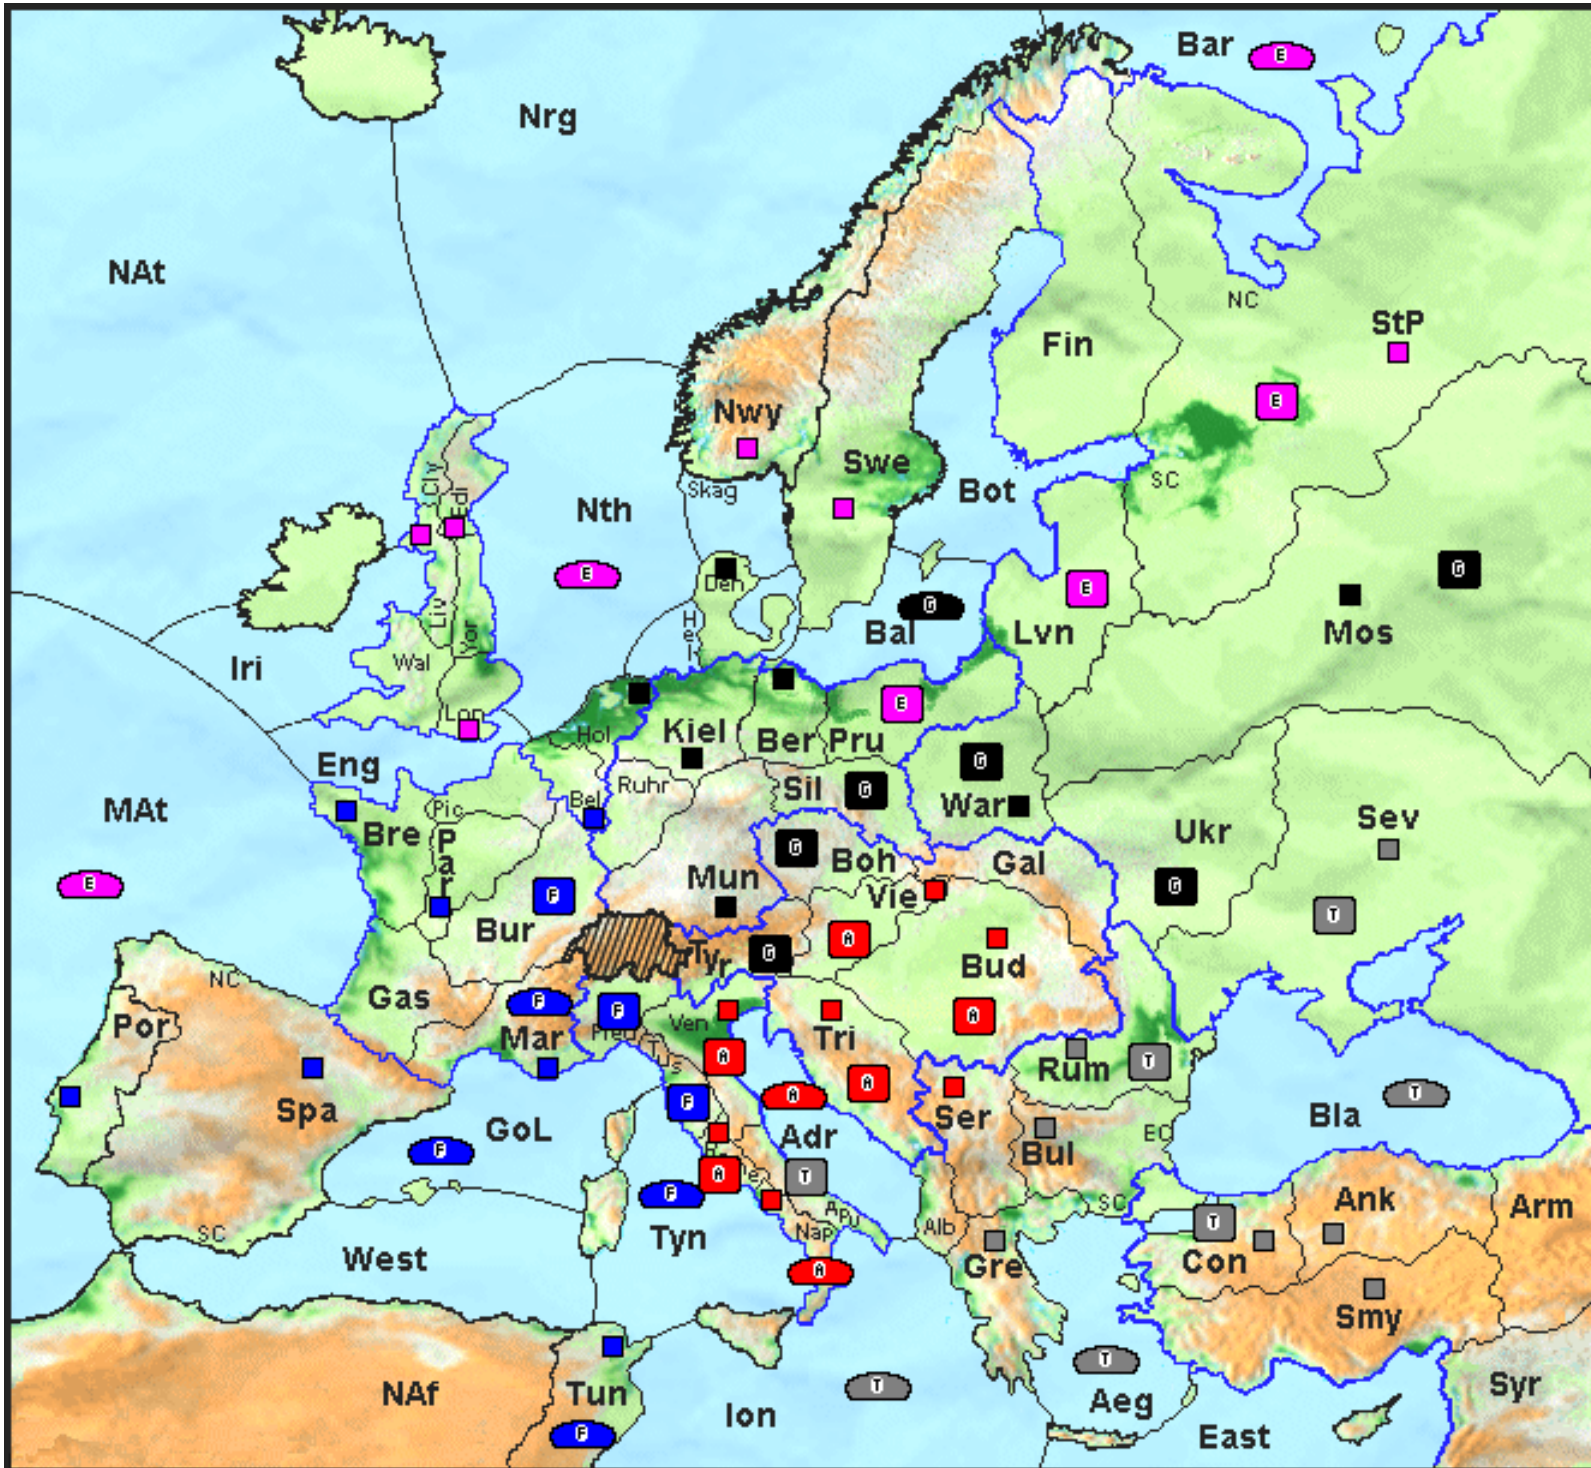 Bar
E
Nrg
NAt
NC
StP
Fin
E
Nwy
Swe
Cly
Edi
Skag
Bot
SC
Nth
E
Den
G
G
E
Bal
Lvn
Mos
Hel
Liv
Yor
Wal
Iri
E
Lon
Hol
Kiel
Ber
Pru
G
Eng
Ruhr
Sil
G
War
MAt
Pic
Bel
Bre
Par
G
Boh
Gal
Ukr
Sev
E
Mun
Vie
G
F
Bur
A
T
NC
Tyr
G
Bud
Gas
F
F
A
Por
Mar
Pied
Ven
Tri
Tus
A
Rum
T
A
F
A
Spa
Ser
T
GoL
Adr
Bla
Bul
EC
F
A
T
F
Ank
Arm
SC
Tyn
Apu
Nap
Alb
SC
T
West
Gre
Con
A
Smy
T
T
NAf
Tun
Ion
Aeg
Syr
F
East